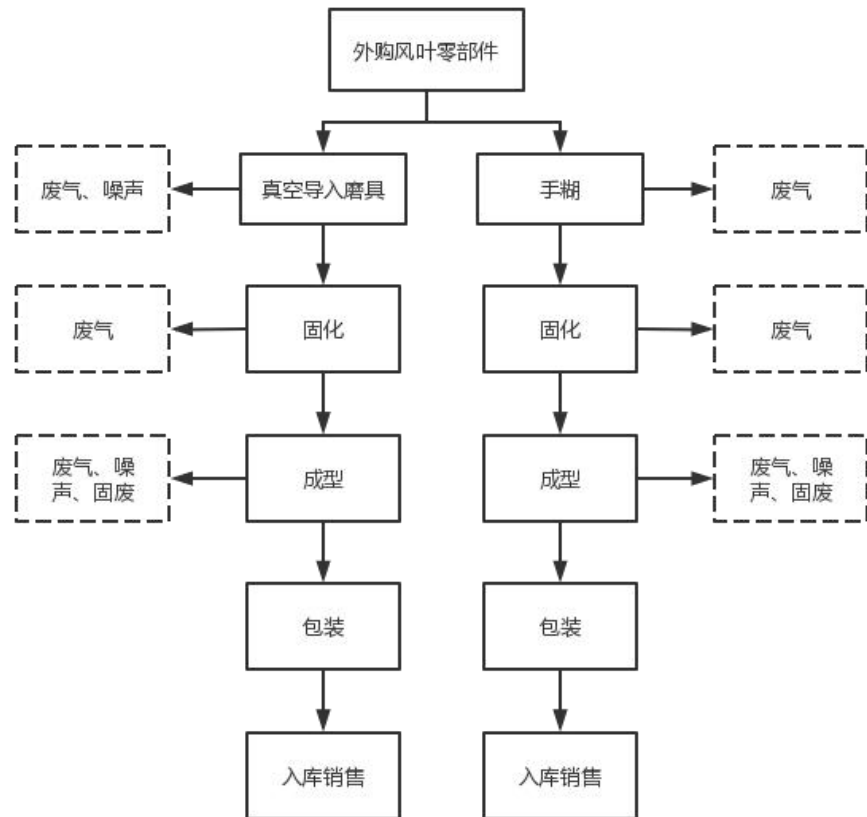 外购风叶零部件
废气、噪声
真空导入磨具
手糊
废气
废气
固化
固化
废气
废气、噪
声、固废
成型
成型
废气、噪
声、固废
包装
包装
入库销售
入库销售